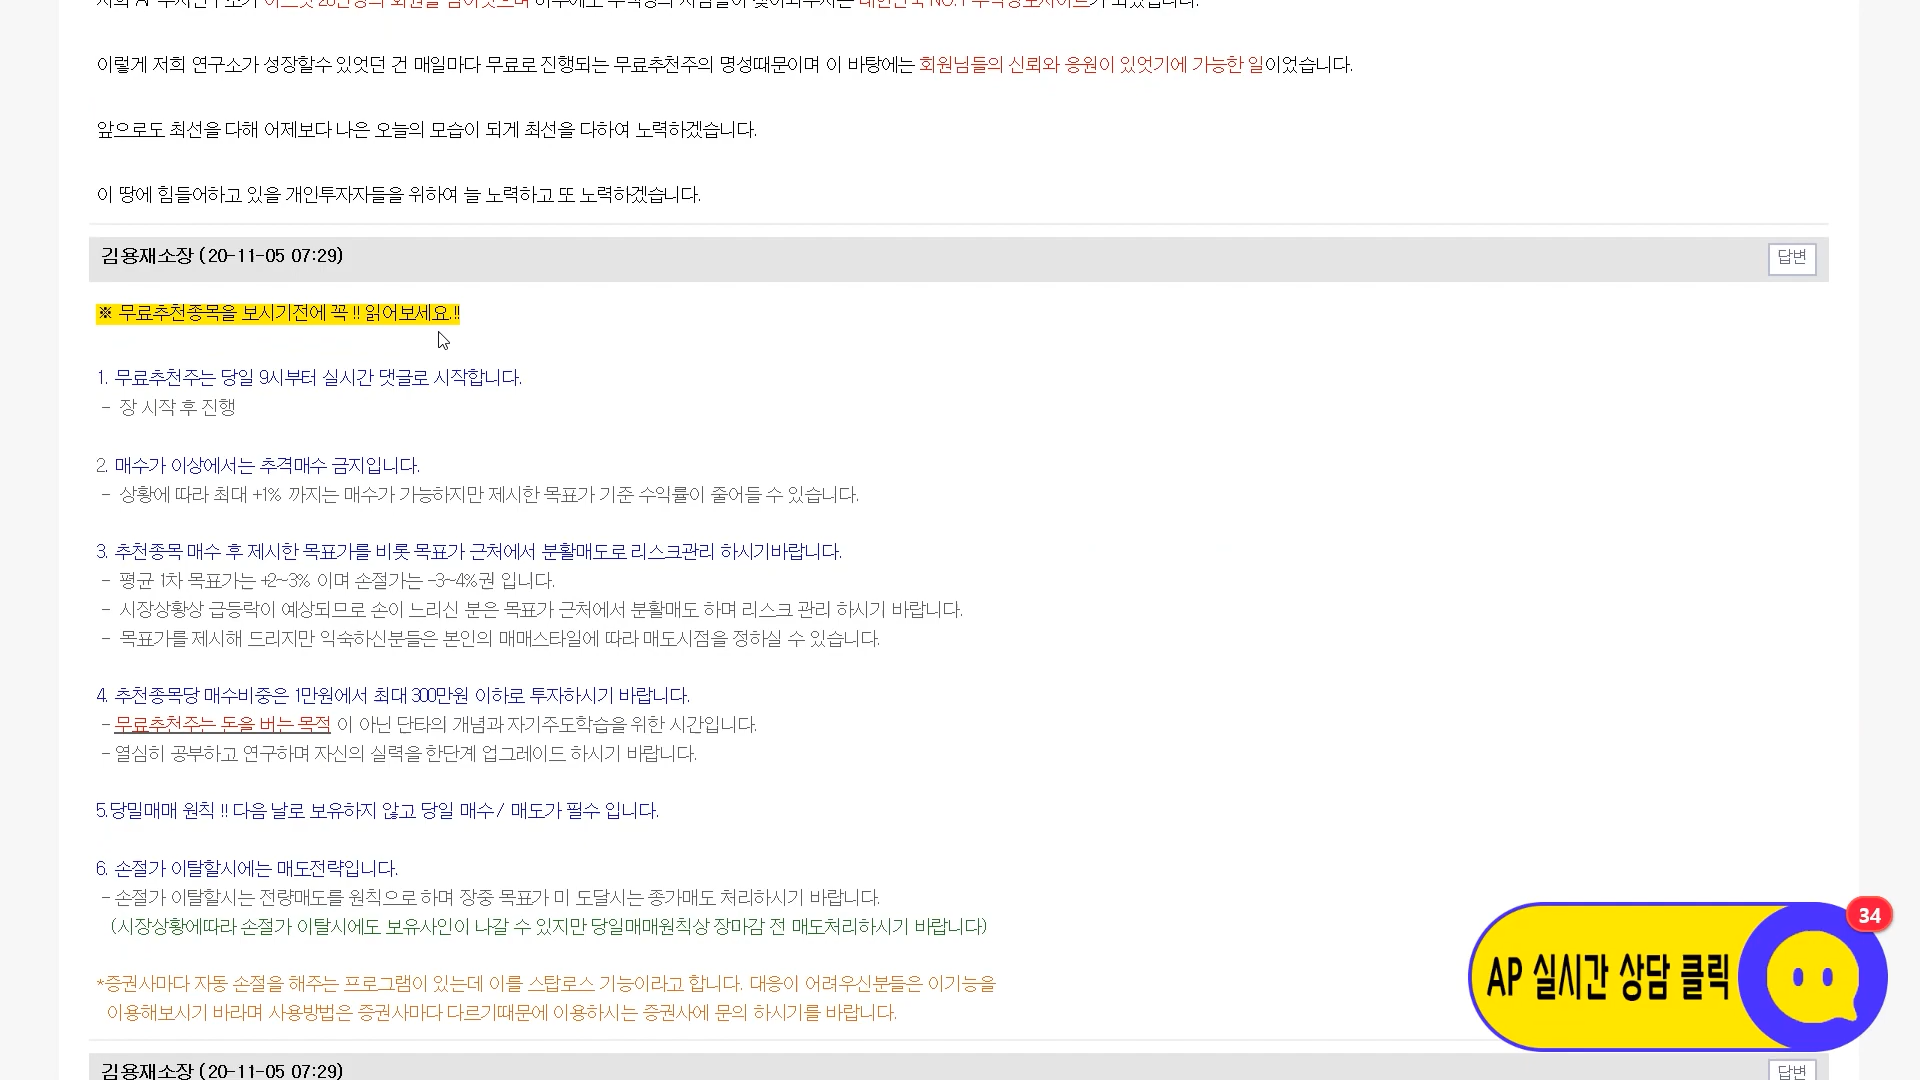 이렇게 저희 연구소가 성장할수 있엇던 건 매일마다 무료로 진행되는 무료추천주의 명성때문이며 이 바탕에는 회원님들의 신뢰와 응원이 있엇기에 가능한 일이었습니다.
앞으로도 최선을 다해 어제보다 나은 오늘의 모습이 되게 최선을 다하여 노력하겠습니다.
이 땅에 힘들어하고 있을 개인투자자들을 위하여 늘 노력하고 또 노력하겠습니다.
김용재소장 (20-11-05 07:29)
답변
※ 무료추천종목을 보시기전에 꼭 !! 읽어보세요.!!
1. 무료추천주는 당일 9시부터 실시간 댓글로 시작합니다.
- 장 시작 후 진행
2. 매수가 이상에서는 추격매수 금지입니다.
- 상황에 따라 최대 +1% 까지는 매수가 가능하지만 제시한 목표가 기준 수익률이 줄어들 수 있습니다.
3. 추천종목 매수 후 제시한 목표가를 비롯 목표가 근처에서 분활매도로 리스크관리 하시기바랍니다.
- 평균 1차 목표가는 +2~3% 이며 손절가는 -3~4%권 입니다.
- 시장상황상 급등락이 예상되므로 손이 느리신 분은 목표가 근처에서 분활매도 하며 리스크 관리 하시기 바랍니다.
- 목표가를 제시해 드리지만 익숙하신분들은 본인의 매매스타일에 따라 매도시점을 정하실 수 있습니다.
4. 추천종목당 매수비중은 1만원에서 최대 300만원 이하로 투자하시기 바랍니다.
- 무료추천주는 돈을 버는 목적 이 아닌 단타의 개념과 자기주도학습을 위한 시간입니다.
- 열심히 공부하고 연구하며 자신의 실력을 한단계 업그레이드 하시기 바랍니다.
5.당밀매매 원칙 !! 다음 날로 보유하지 않고 당일 매수 / 매도가 필수 입니다.
6. 손절가 이탈할시에는 매도전략입니다.
- 손절가 이탈할시는 전량매도를 원칙으로 하며 장중 목표가 미 도달시는 종가매도 처리하시기 바랍니다.
(시장상황에따라 손절가 이탈시에도 보유사인이 나갈 수 있지만 당일매매원칙상 장마감 전 매도처리하시기 바랍니다)
*증권사마다 자동 손절을 해주는 프로그램이 있는데 이를 스탑로스 기능이라고 합니다. 대응이 어려우신분들은 이기능을
이용해보시기 바라며 사용방법은 증권사마다 다르기때문에 이용하시는 증권사에 문의 하시기를 바랍니다.
34
AP 실시간 상담 클릭
김용재소장 (20-11-05 07:29)
답변